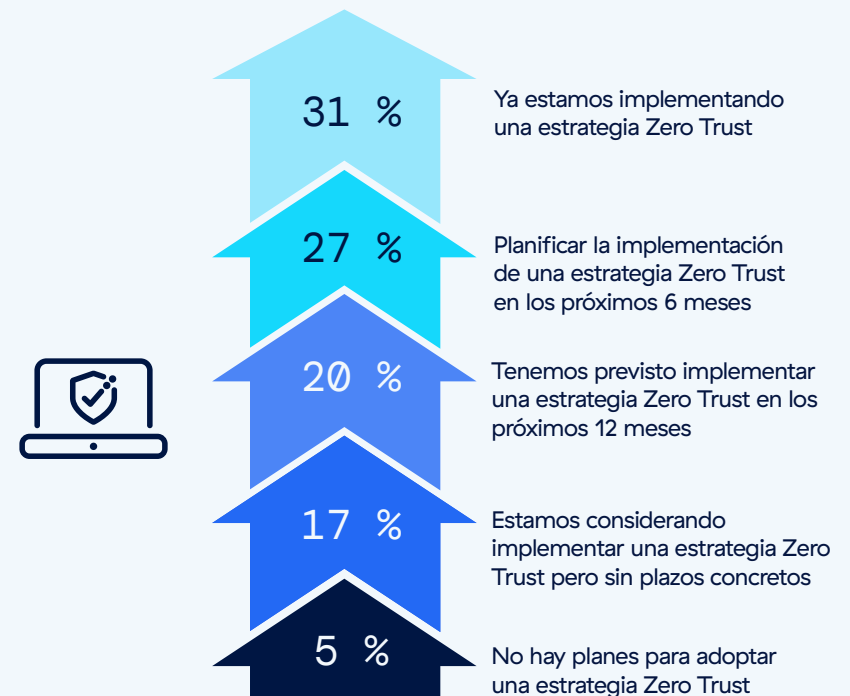 31 %
Ya estamos implementando
una estrategia Zero Trust
27 %
Planificar la implementación
de una estrategia Zero Trust
en los próximos 6 meses
20 %
Tenemos previsto implementar
una estrategia Zero Trust en los
próximos 12 meses
17 %
Estamos considerando
implementar una estrategia Zero
Trust pero sin plazos concretos
5 %
No hay planes para adoptar
una estrategia Zero Trust